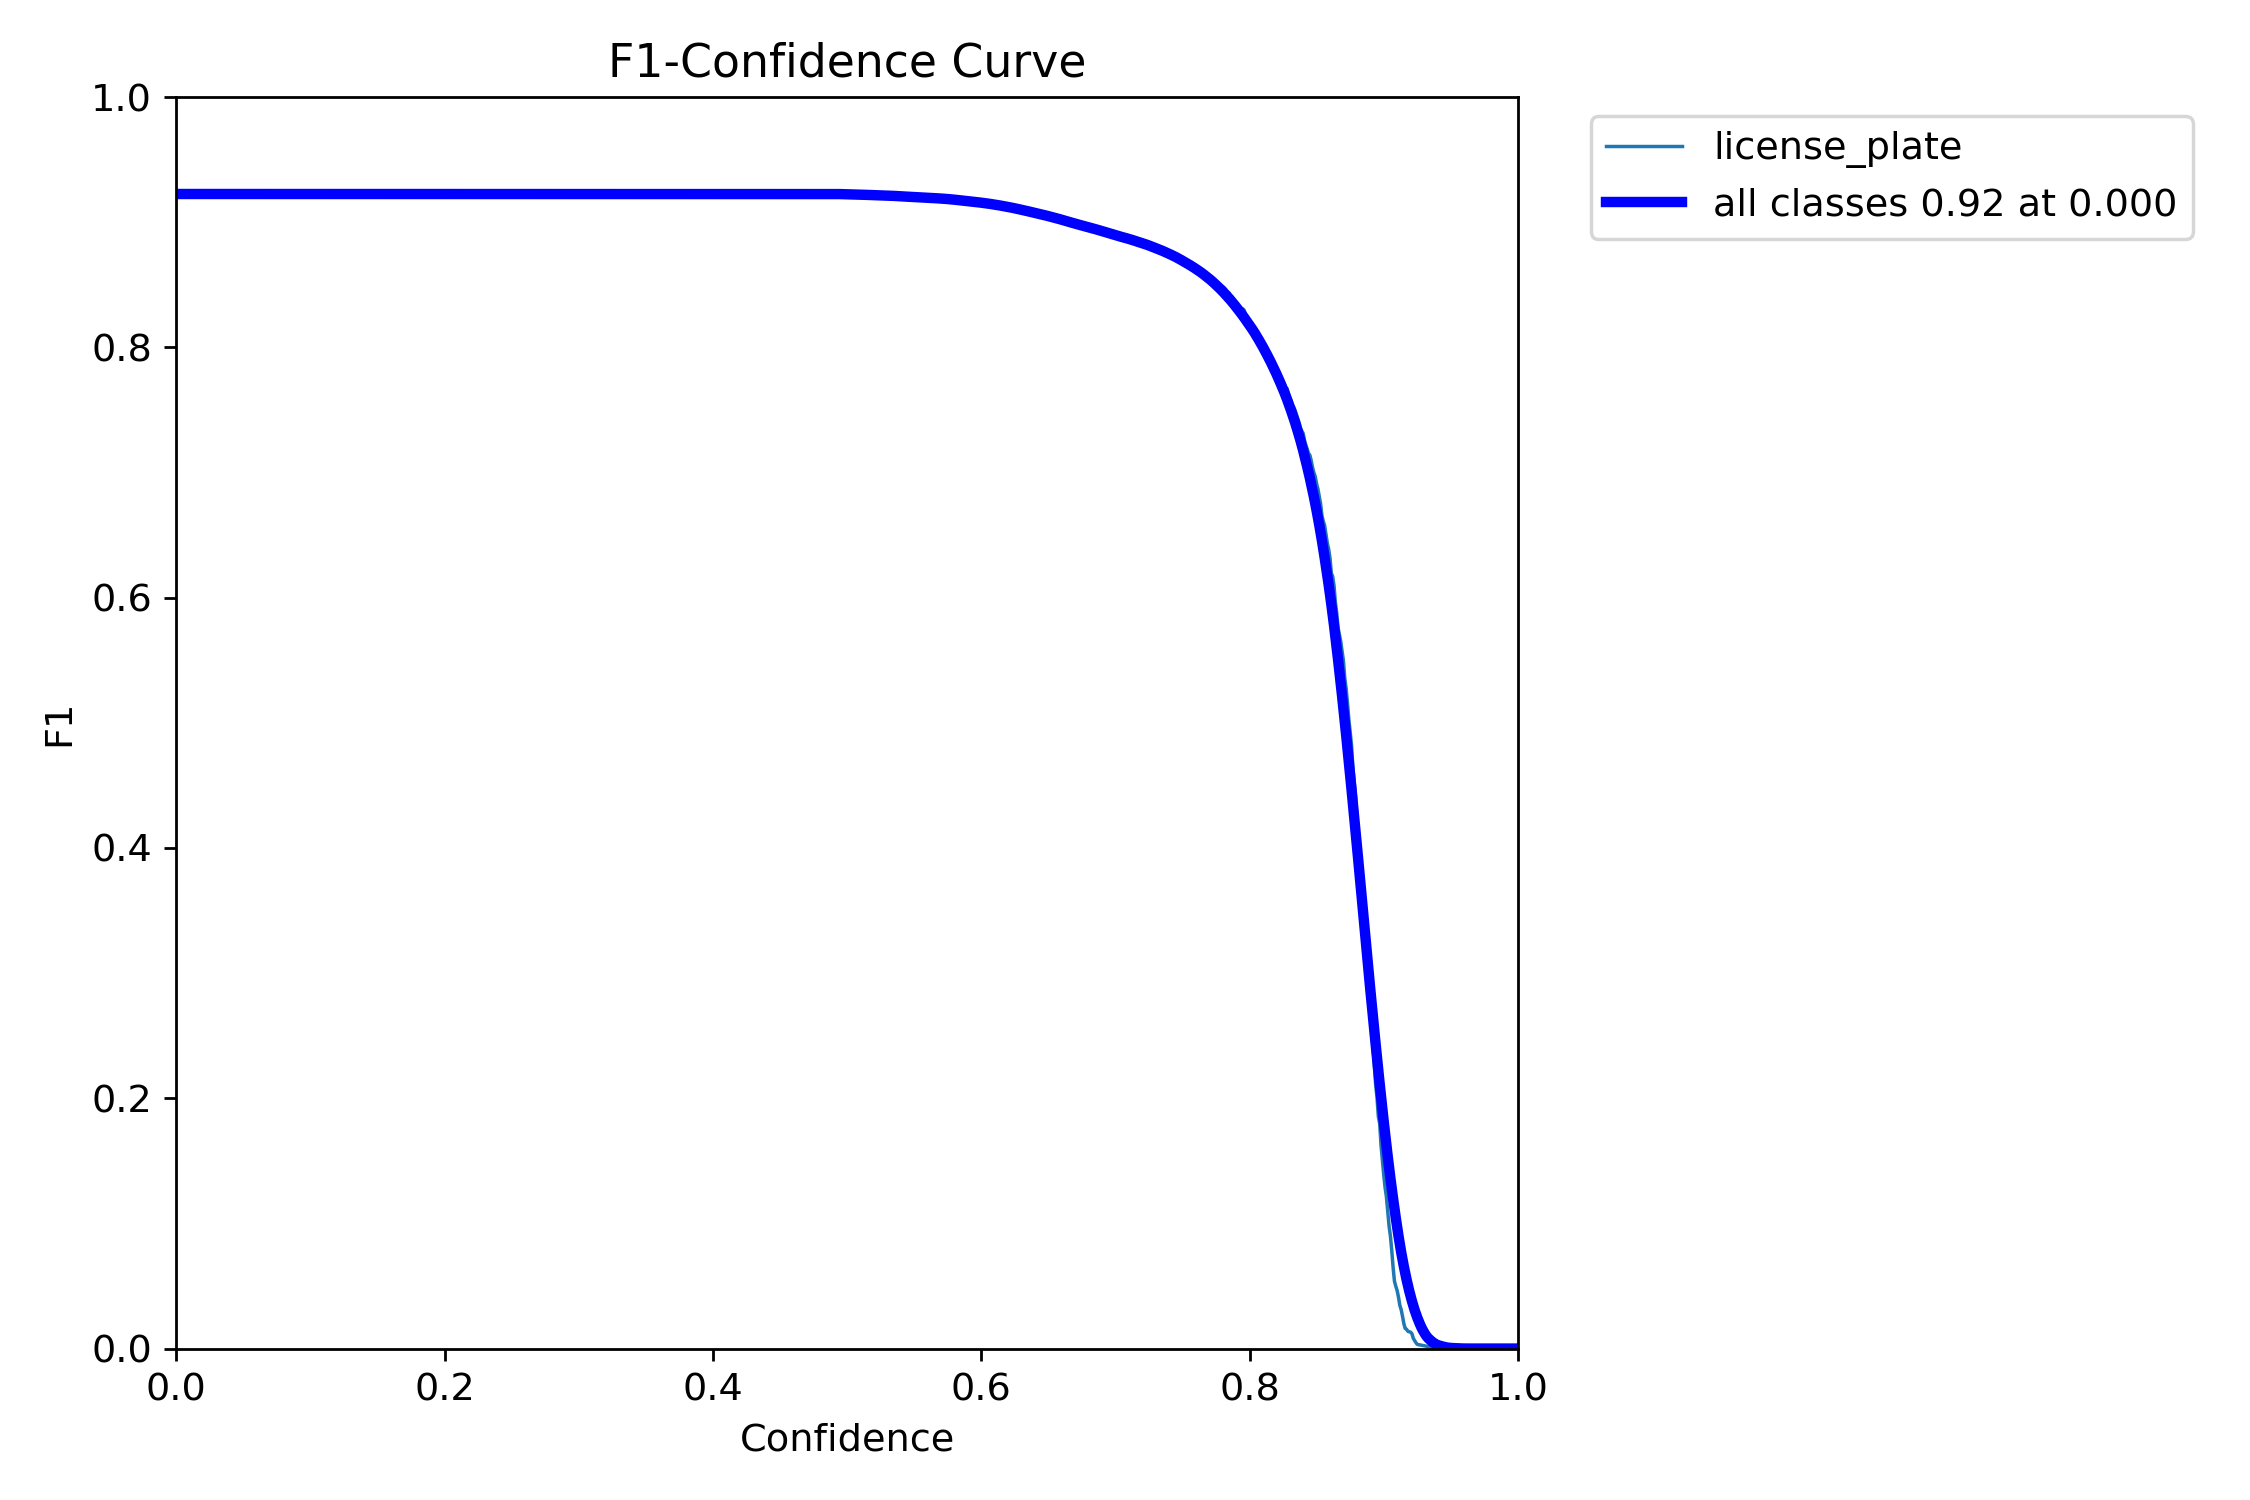 F1-Confidence Curve
1.0
0.8
0.6
0.4
0.2
0.0
F1
0.0 0.2 0.4 0.6 0.8 1.0
Confidence
license_plate
all classes 0.92 at 0.000